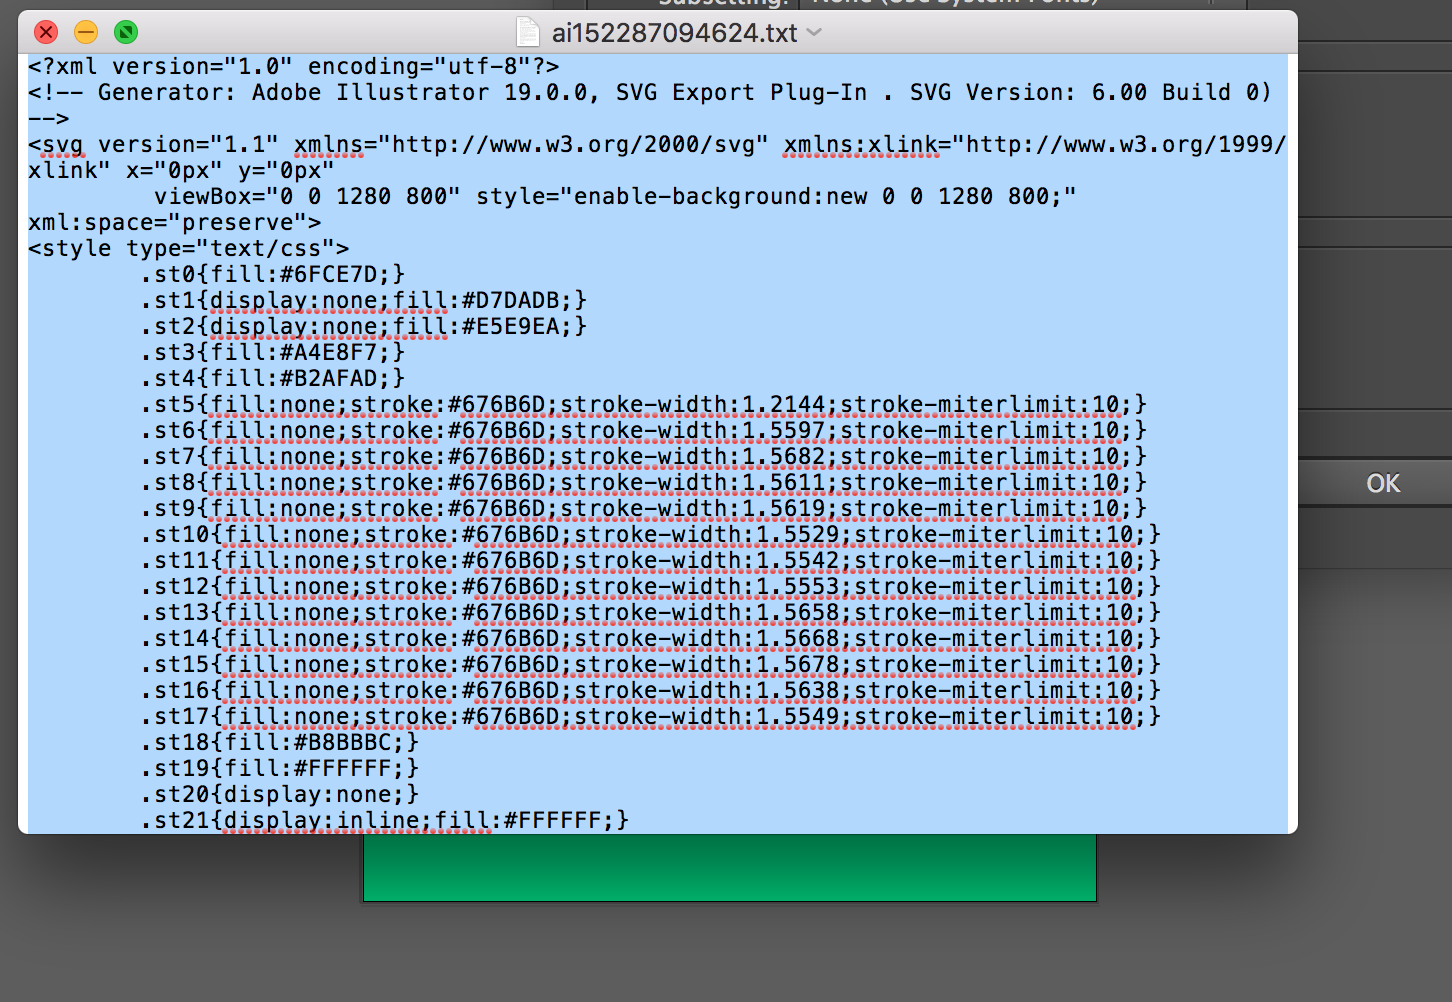 Subsetting: None (Use System Fonts)
ai152287094624.txt
<?xml version="1.0" encoding="utf-8"?>
<!-- Generator: Adobe Illustrator 19.0.0, SVG Export Plug-In . SVG Version: 6.00 Build 0)
-->
<svg version="1.1" xmlns="http://www.w3.org/2000/svg" xmlns:xlink="http://www.w3.org/1999/
xlink" x="0px" y="0px"
viewBox="0 0 1280 800" style="enable-background:new 0 0 1280 800;"
xml:space="preserve">
<style type="text/css">
.st0{fill:#6FCE7D;}
.st1{display:none;fill:#D7DADB;}
.st2{display:none;fill:#E5E9EA;}
.st3{fill:#A4E8F7;}
.st4{fill:#B2AFAD;}
.st5{fill:none;stroke:#676B6D;stroke-width:1.2144;stroke-miterlimit:10;}
.st6{fill:none;stroke:#676B6D;stroke-width:1.5597;stroke-miterlimit:10;}
.st7{fill:none;stroke:#676B6D;stroke-width:1.5682;stroke-miterlimit:10;}
.st8{fill:none;stroke:#676B6D;stroke-width:1.5611;stroke-miterlimit:10;}
.st9{fill:none;stroke:#676B6D;stroke-width:1.5619;stroke-miterlimit:10;}
.st10{fill:none;stroke:#676B6D;stroke-width:1.5529;stroke-miterlimit:10;}
.st11{fill:none;stroke:#676B6D;stroke-width:1.5542;stroke-miterlimit:10;}
.st12{fill:none;stroke:#676B6D;stroke-width:1.5553;stroke-miterlimit:10;}
.st13{fill:none;stroke:#676B6D;stroke-width:1.5658;stroke-miterlimit:10;}
.st14{fill:none;stroke:#676B6D;stroke-width:1.5668;stroke-miterlimit:10;}
.st15{fill:none;stroke:#676B6D;stroke-width:1.5678;stroke-miterlimit:10;}
.st16{fill:none;stroke:#676B6D;stroke-width:1.5638;stroke-miterlimit:10;}
.st17{fill:none;stroke:#676B6D;stroke-width:1.5549;stroke-miterlimit:10;}
.st18{fill:#B8BBBC;}
.st19{fill:#FFFFFF;}
.st20{display:none;}
.st21{display:inline;fill:#FFFFFF;}
OK